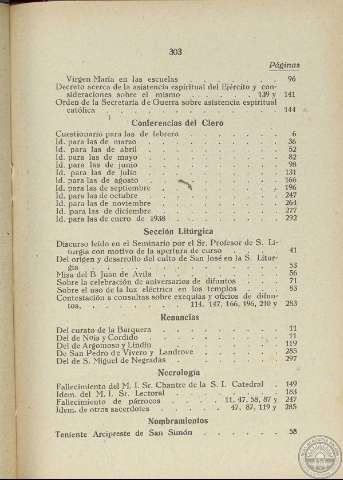 303
Páginas
Virgen María en las escuelas . 96
Decreto acerca de la asistencia espiritual del Ejército y con-
sideraciones sobre el mismo . . . 139 y 141
Orden de la Secretaría de Guerra sobre asistencia espiritual
católica . . . . . . . . 144
Conferencias del Clero
Cuestionario para las de febrero . . . . . 6
Id. para las de marzo . . . . . . 36
Id. para las de abril . . . . . . 52
Id. para las de mayo . . . . . . 82
Id. para las de junio . . . . . . 98
Id. para las de julio . . . . . . 131
Id. para las de agosto . . . . . . 166
Id. para las de septiembre . . . . . 196
Id. para las de octubre . . . . . . 247
Id. para las de noviembre . . . . . 264
Id. para las de diciembre . . . . . 277
Id. para las de enero de 1938 . . . . . 292
Sección Litúrgica
Discurso leído en el Seminario por el Sr. Profesor de S. Li-
turgia con motivo de la apertura de curso . . . 41
Del origen y desarrollo del culto de San José en la S. Litur-
gia . . . . . . . . 53
Misa del B. Juan de Avila . . . . . . 56
Sobre la celebración de aniversarios de difuntos . . 71
Sobre el uso de la luz eléctrica en los templos . . 83
Contestación a consultas sobre exequias y oficios de difun-
tos. . . . . 114, 147, 166, 196, 210 y 283
Renuncias
Del curato de la Barquera . . . . . 11
Del de Nois y Cordido . . . . . . 11
Del de Argomoso y Lindín . . . . . 119
De San Pedro de Vivero y Landrove . . . . 285
Del de S. Miguel de Negradas . . . . . 297
Necrología
Fallecimiento del M. I. Sr. Chantre de la S. I. Catedral . 149
Idem. del M. I. Sr. Lectoral . . . . . 183
Fallecimiento de párrocos . . . 11, 47, 58, 87 y 247
Idem. de otros sacerdotes . . . 47, 87, 119 y 285
Nombramientos
Teniente Arcipreste de San Simón . . . . 58